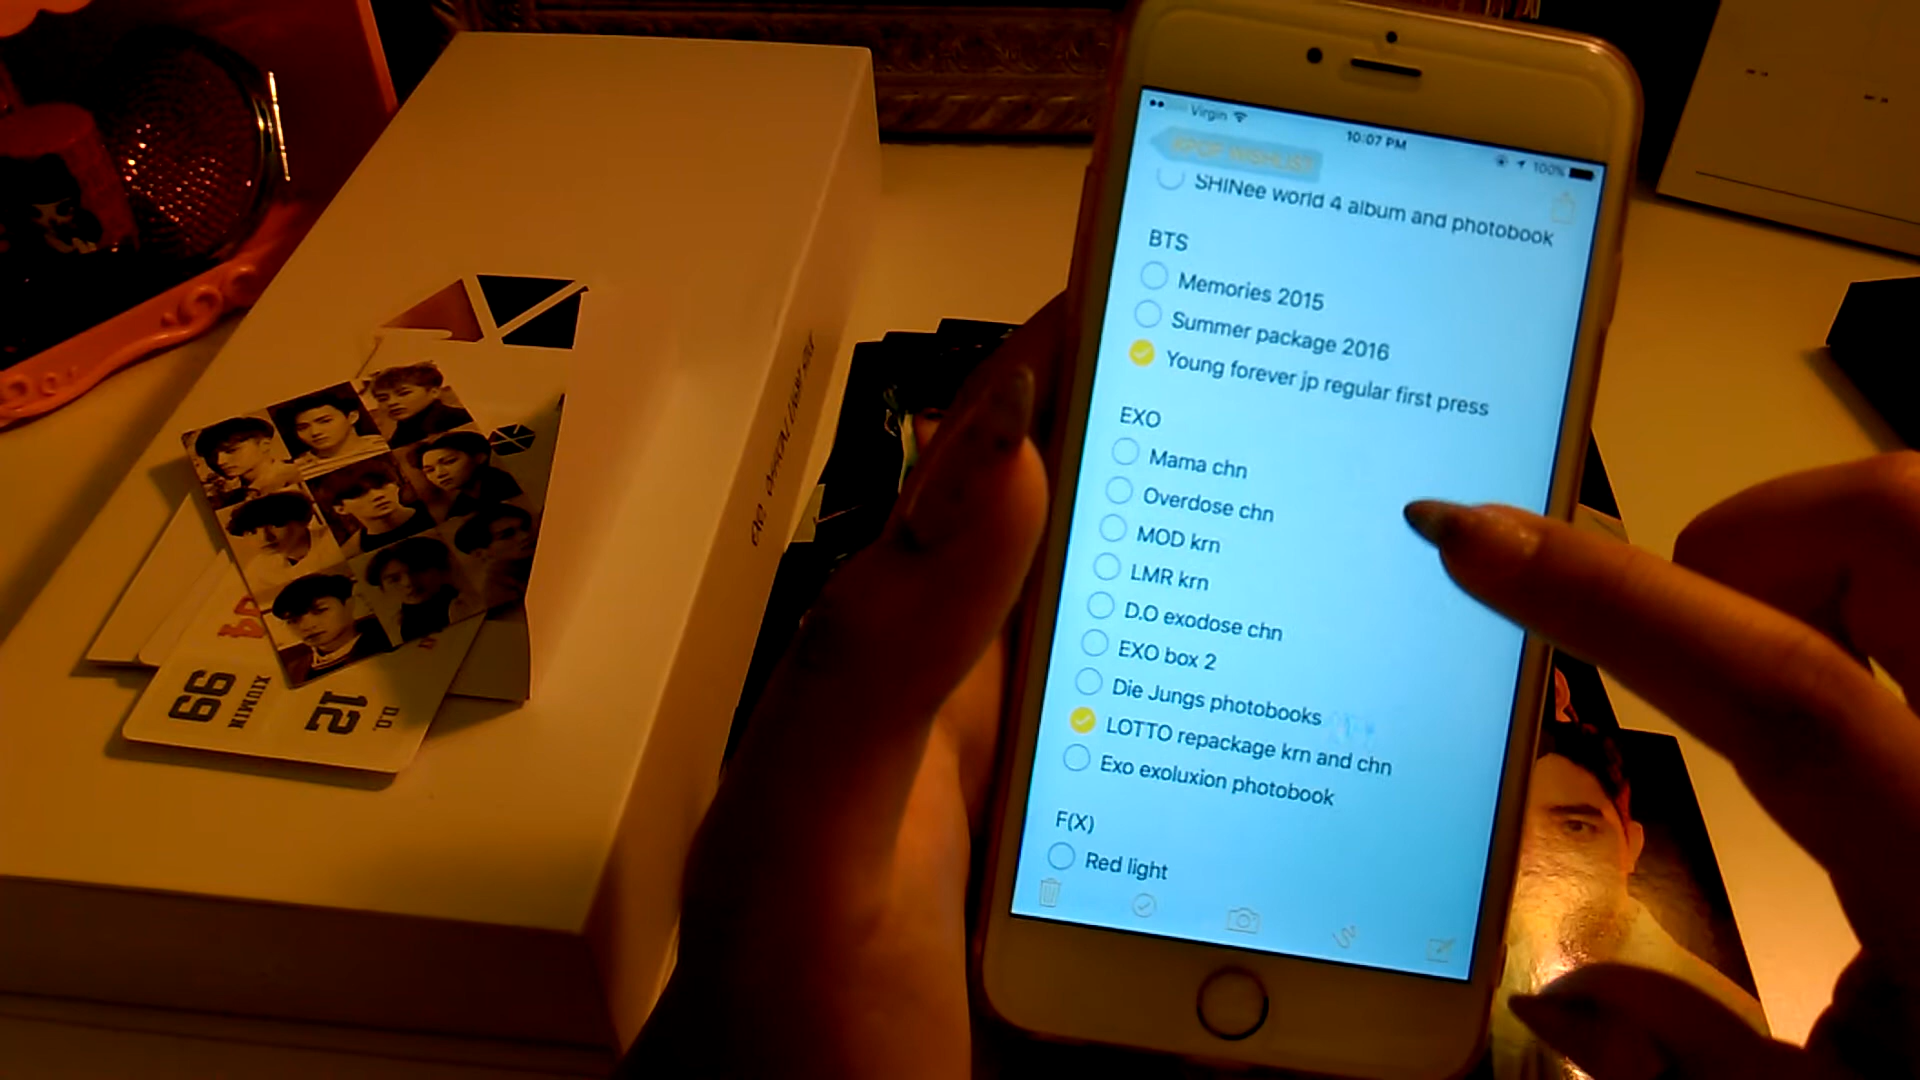 Virgin
10:07 PM
100%
KPOP WISHLIST
SHINee world 4 album and photobook
BTS
Memories 2015
Summer package 2016
Young forever jp regular first press
EXO
Mama chn
Overdose chn
MOD krn
LMR krn
D.O exodose chn
EXO box 2
Die Jungs photobooks
LOTTO repackage krn and chn
Exo exoluxion photobook
F(X)
Red light
XIUMIN
99
D.O.
12